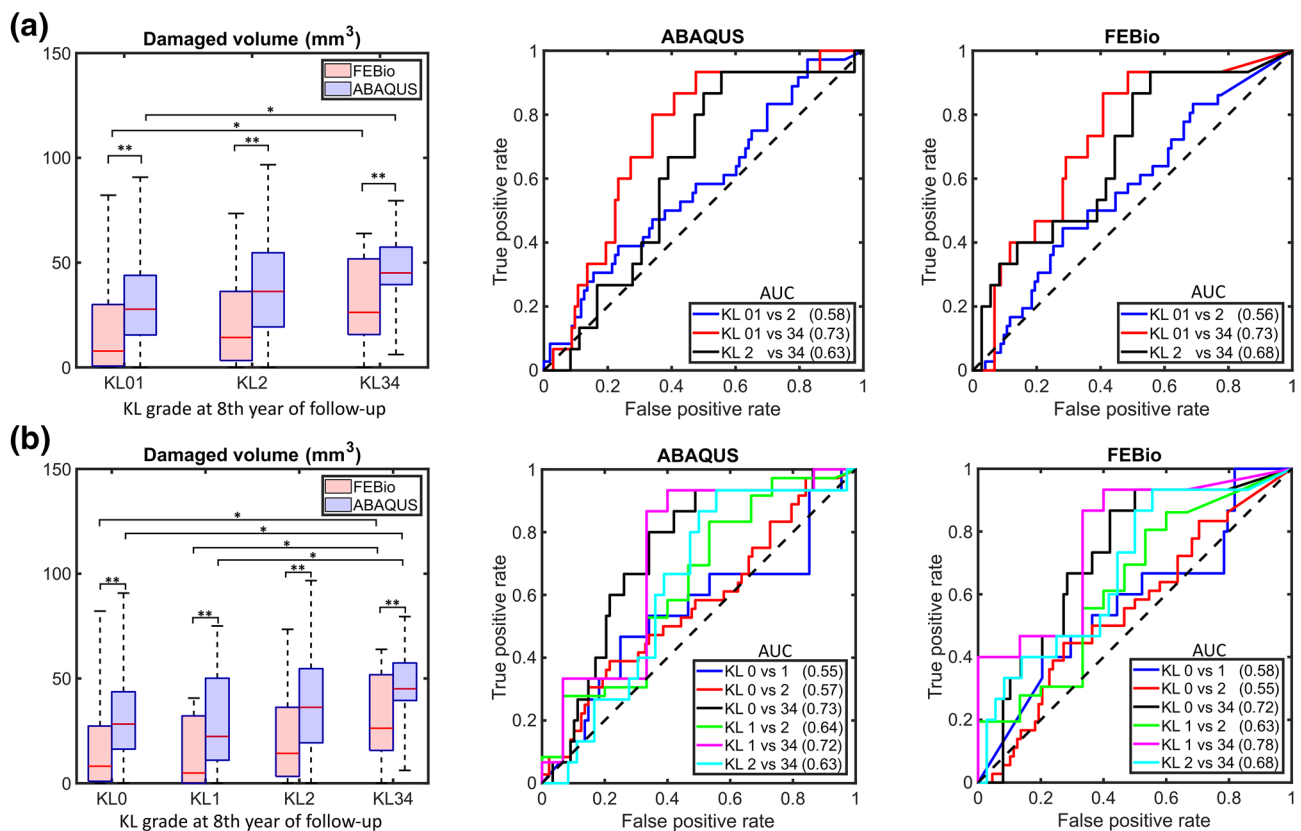 (a)
Damaged volume (mm³)
150
100
50
0
FEBio
ABAQUS
*
*
**
**
**
KL01
KL2
KL34
KL grade at 8th year of follow-up
ABAQUS
True positive rate
1
0.8
0.6
0.4
0.2
0
0
0.2
0.4
0.6
0.8
1
False positive rate
AUC
KL 01 vs 2 (0.58)
KL 01 vs 34 (0.73)
KL 2 vs 34 (0.63)
FEBio
True positive rate
1
0.8
0.6
0.4
0.2
0
0
0.2
0.4
0.6
0.8
1
False positive rate
AUC
KL 01 vs 2 (0.56)
KL 01 vs 34 (0.73)
KL 2 vs 34 (0.68)
(b)
Damaged volume (mm³)
150
100
50
0
FEBio
ABAQUS
*
*
*
*
**
**
**
**
KL0
KL1
KL2
KL34
KL grade at 8th year of follow-up
ABAQUS
True positive rate
1
0.8
0.6
0.4
0.2
0
0
0.2
0.4
0.6
0.8
1
False positive rate
AUC
KL 0 vs 1 (0.55)
KL 0 vs 2 (0.57)
KL 0 vs 34 (0.73)
KL 1 vs 2 (0.64)
KL 1 vs 34 (0.72)
KL 2 vs 34 (0.63)
FEBio
True positive rate
1
0.8
0.6
0.4
0.2
0
0
0.2
0.4
0.6
0.8
1
False positive rate
AUC
KL 0 vs 1 (0.58)
KL 0 vs 2 (0.55)
KL 0 vs 34 (0.72)
KL 1 vs 2 (0.63)
KL 1 vs 34 (0.78)
KL 2 vs 34 (0.68)